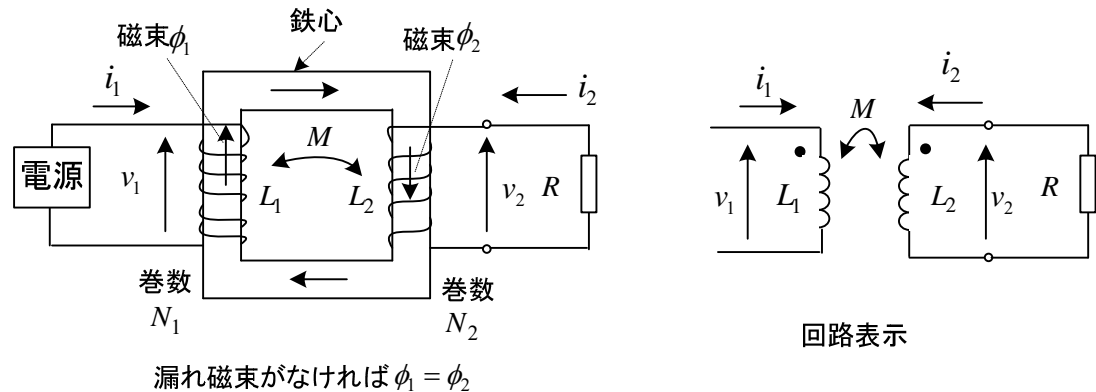 鉄心
磁束ϕ₁
磁束ϕ₂
i₁
i₂
電源
v₁
L₁
M
L₂
v₂
R
巻数
N₁
巻数
N₂
漏れ磁束がなければϕ₁ = ϕ₂
i₁
M
i₂
v₁
L₁
L₂
v₂
R
回路表示